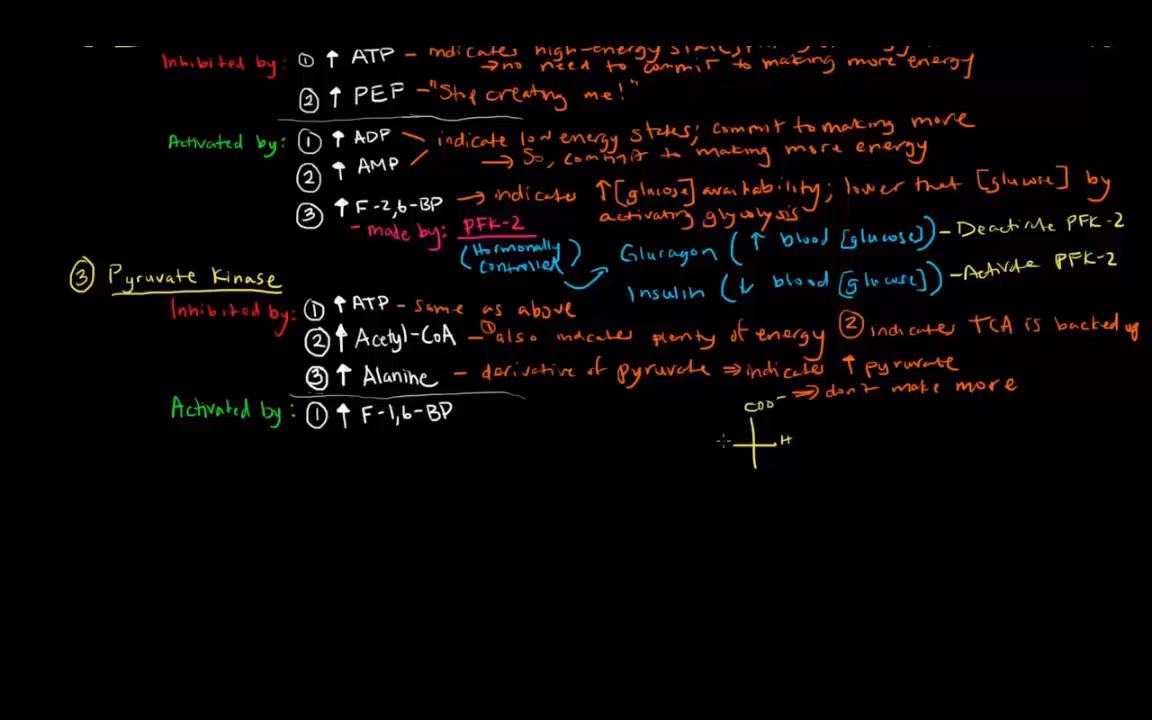 Inhibited by: ① ↑ ATP - indicates high-energy states,
⇒ no need to commit to making more energy
② ↑ PEP - "Stop creating me!"
Activated by: ① ↑ ADP
② ↑ AMP
indicate low energy states; commit to making more
→ So, commit to making more energy
③ ↑ F-2,6-BP → indicates ↑[glucose] availability; lower that [glucose] by
activating glycolysis
- made by: PFK-2
(Hormonally
Controlled)
Glucagon (↑ blood [glucose]) - Deactivate PFK-2
Insulin (↓ blood [glucose]) - Activate PFK-2
③ Pyruvate Kinase
Inhibited by: ① ↑ ATP - same as above
② ↑ Acetyl-CoA - ① also indicates plenty of energy ② indicates TCA is backed up
③ ↑ Alanine - derivative of pyruvate ⇒ indicates ↑ pyruvate
⇒ don't make more
Activated by: ① ↑ F-1,6-BP
COO⁻
H